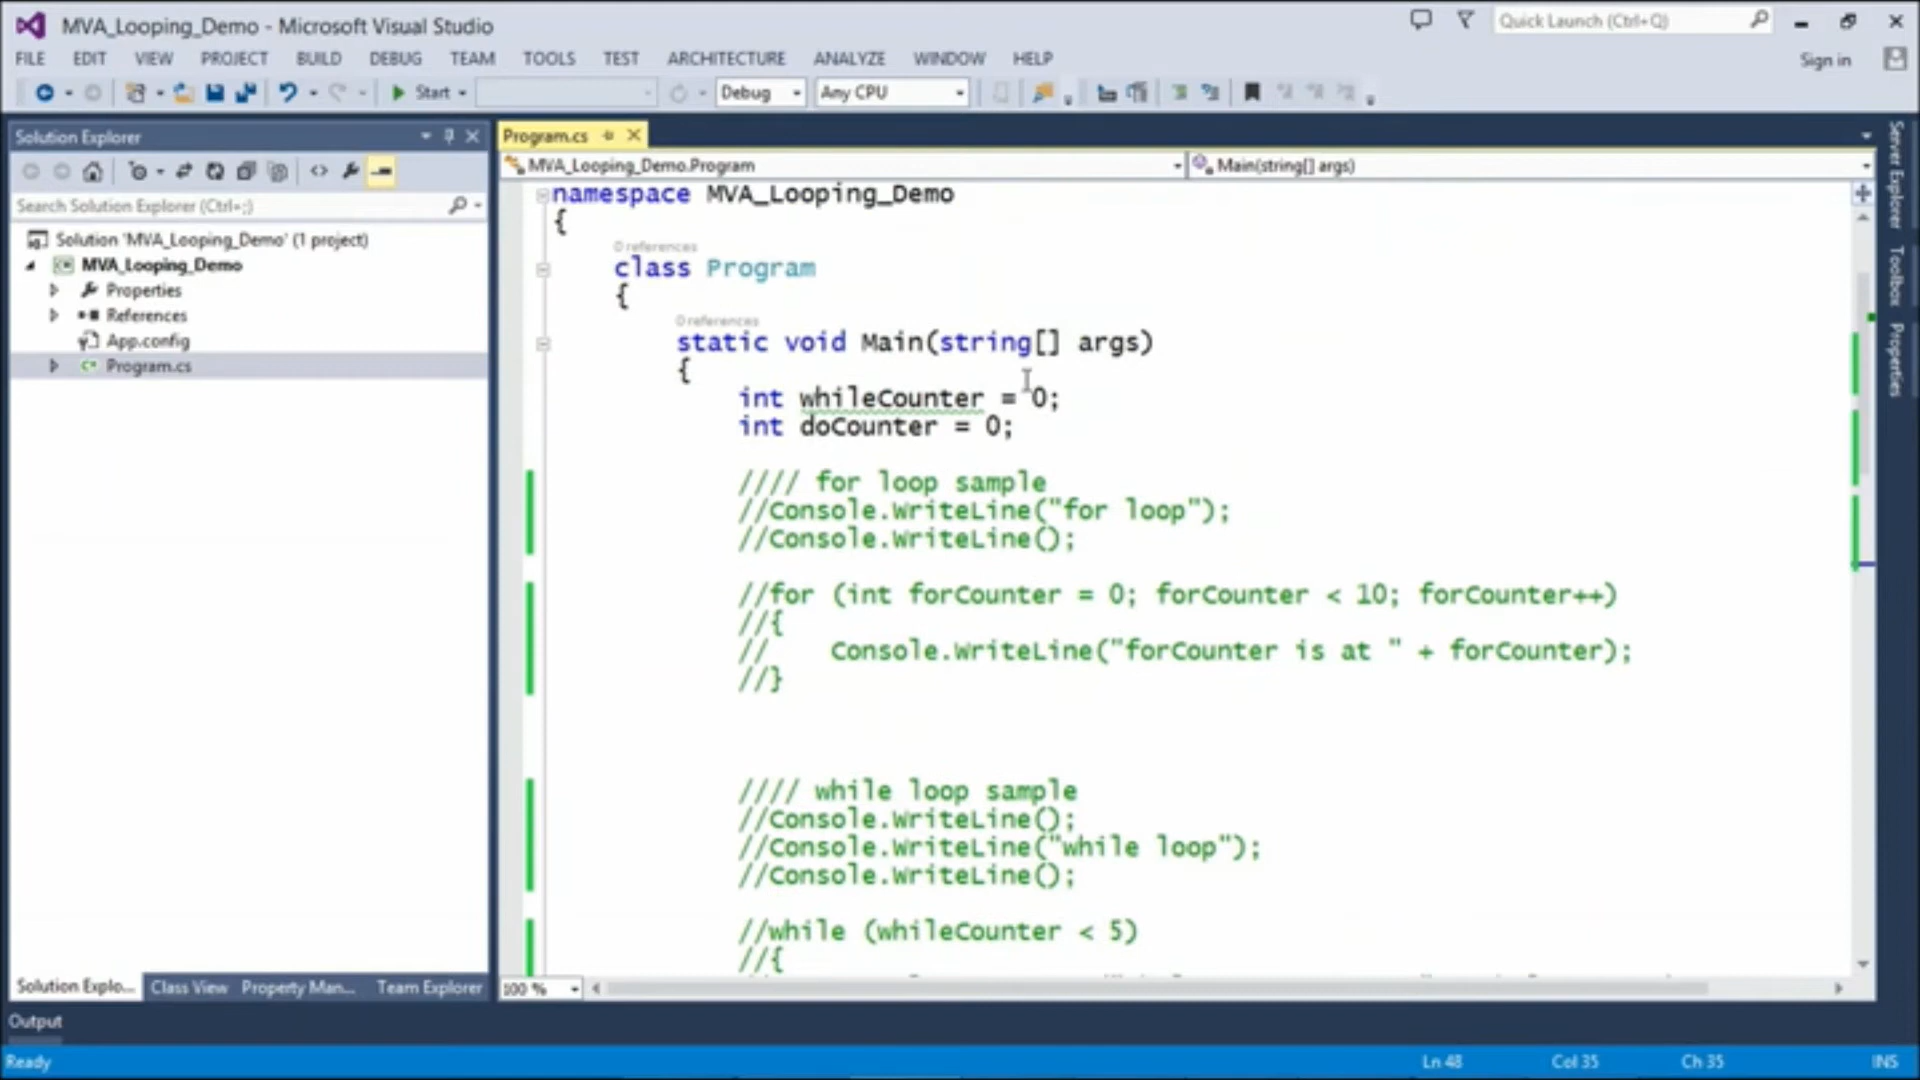 MVA_Looping_Demo - Microsoft Visual Studio
Quick Launch (Ctrl+Q)
FILE EDIT VIEW PROJECT BUILD DEBUG TEAM TOOLS TEST ARCHITECTURE ANALYZE WINDOW HELP
Sign in
Start Debug Any CPU
Solution Explorer
Search Solution Explorer (Ctrl+;)
Solution 'MVA_Looping_Demo' (1 project)
MVA_Looping_Demo
Properties
References
App.config
Program.cs
Solution Explo... Class View Property Man... Team Explorer
Program.cs
MVA_Looping_Demo.Program
Main(string[] args)
namespace MVA_Looping_Demo
{
0 references
class Program
{
0 references
static void Main(string[] args)
{
int whileCounter = 0;
int doCounter = 0;
//// for loop sample
//Console.WriteLine("for loop");
//Console.WriteLine();
//for (int forCounter = 0; forCounter < 10; forCounter++)
//{
// Console.WriteLine("forCounter is at " + forCounter);
//}
//// while loop sample
//Console.WriteLine();
//Console.WriteLine("while loop");
//Console.WriteLine();
//while (whileCounter < 5)
//{
100 %
Server Explorer
Toolbox
Properties
Output
Ready
Ln 48 Col 35 Ch 35 INS